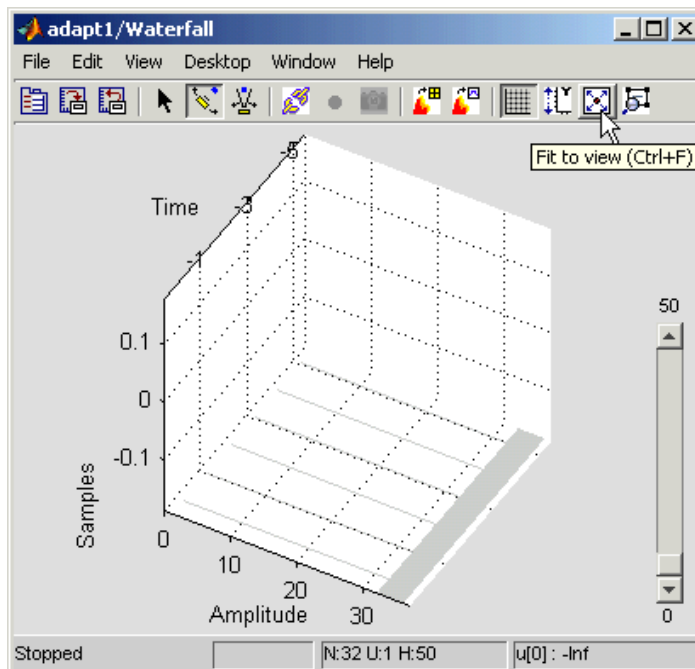 adapt1/Waterfall
File Edit View Desktop Window Help
Fit to view (Ctrl+F)
-5
Time -3
-1
50
0.1
0
-0.1
Samples
0
10
20
30
Amplitude
0
Stopped N:32 U:1 H:50 u[0] : -Inf